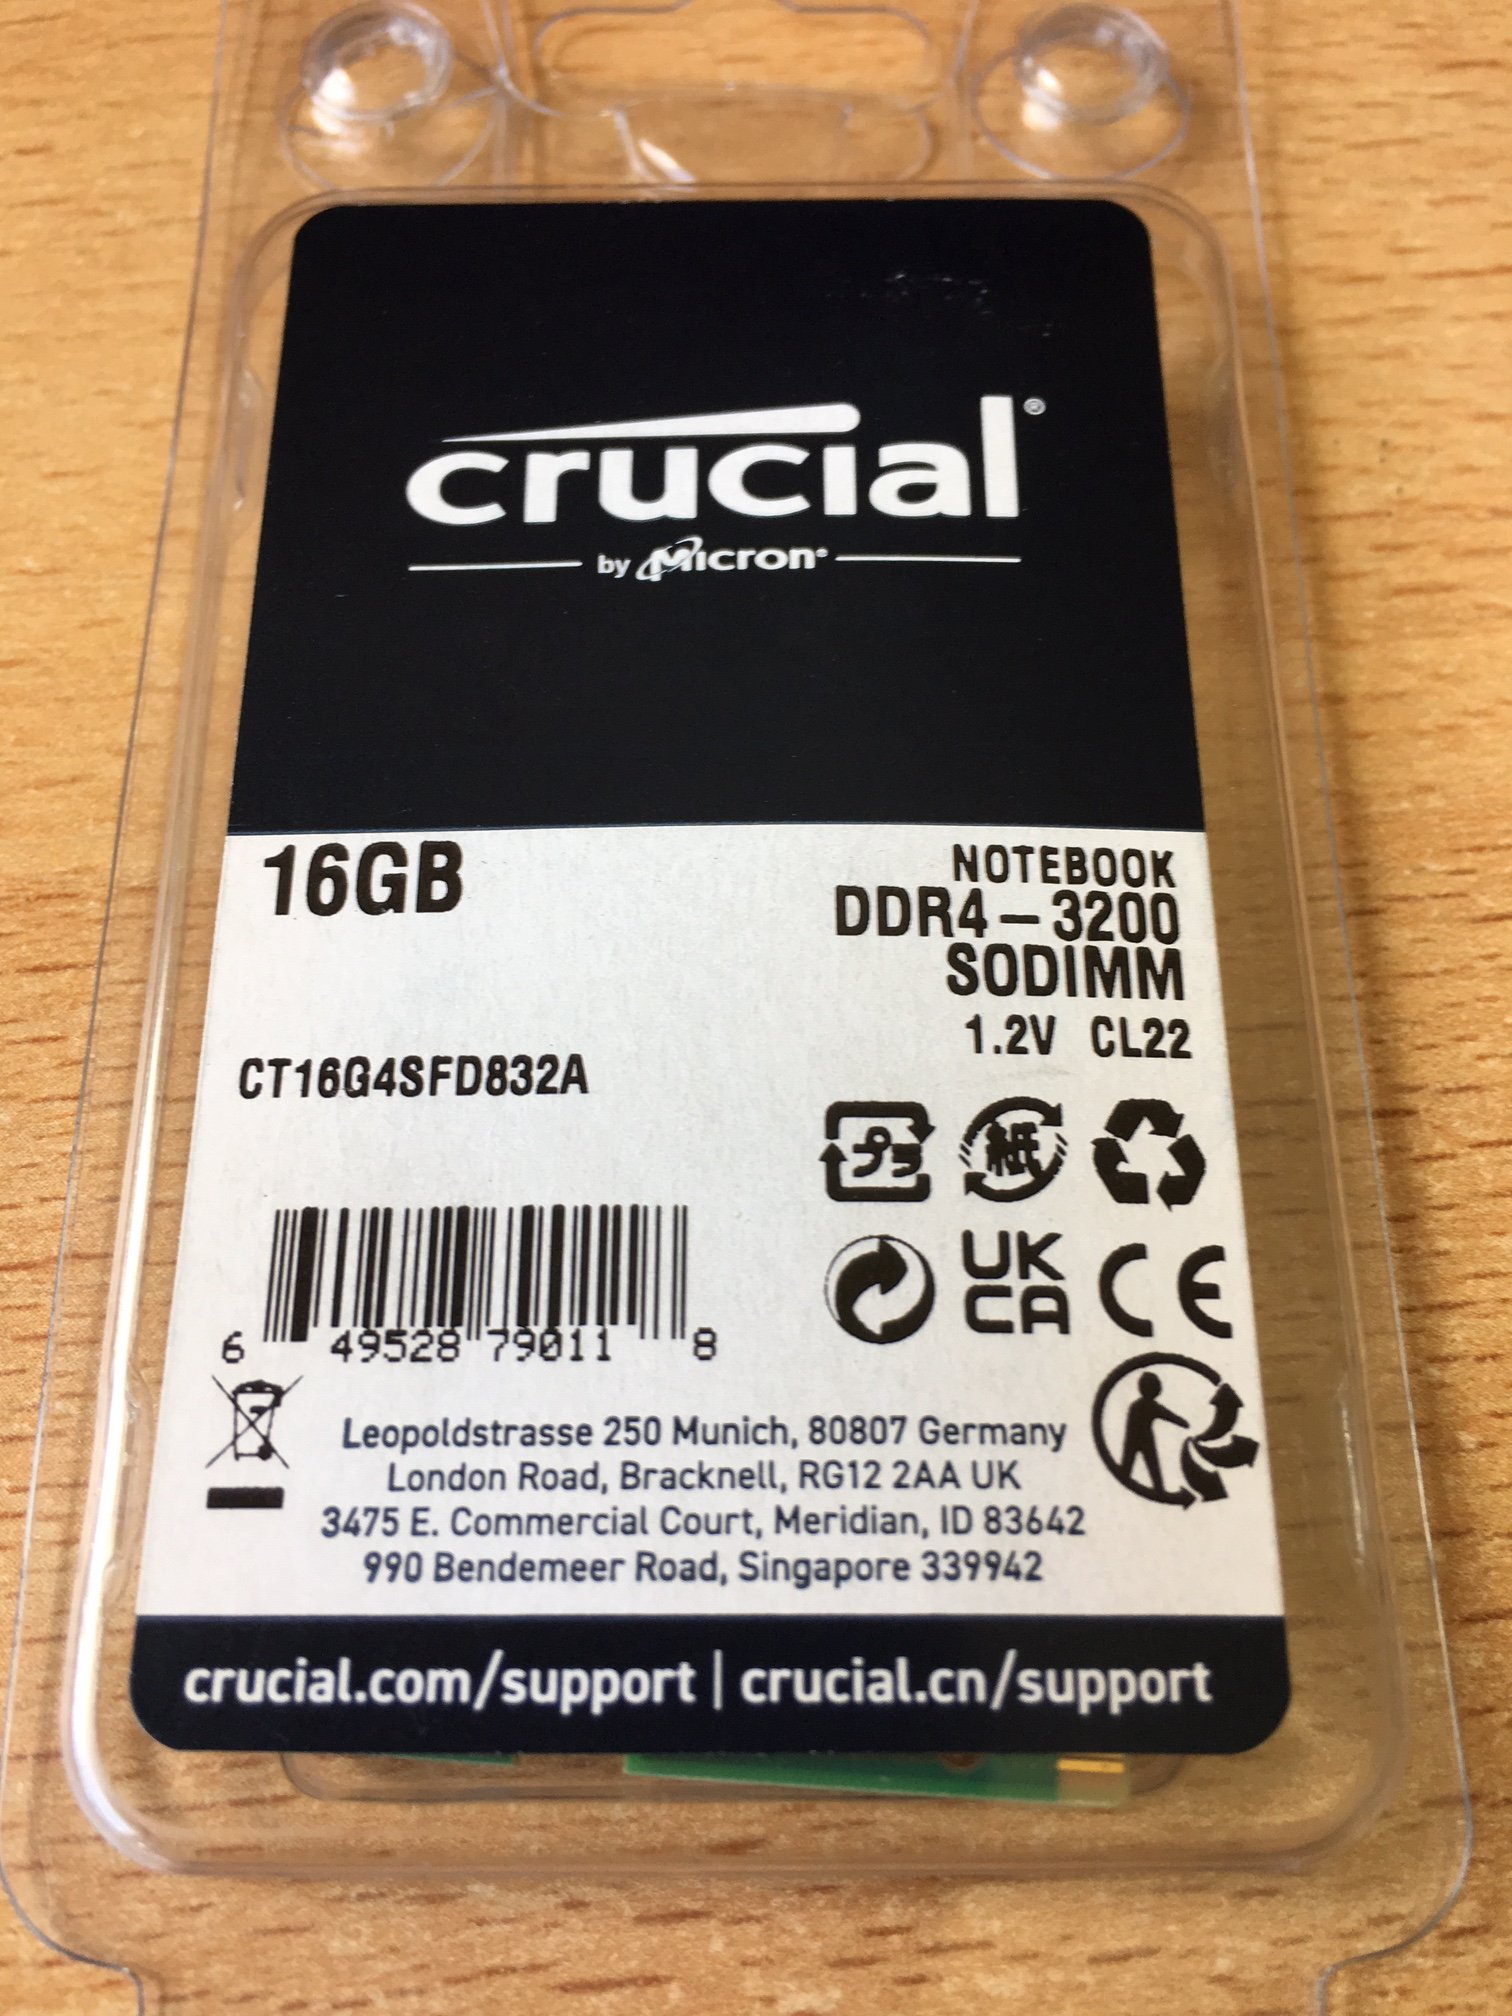 crucial®
by Micron®
16GB
NOTEBOOK
DDR4-3200
SODIMM
1.2V CL22
CT16G4SFD832A
プラ
紙
UK
CA
CE
6 49528 79011 8
Leopoldstrasse 250 Munich, 80807 Germany
London Road, Bracknell, RG12 2AA UK
3475 E. Commercial Court, Meridian, ID 83642
990 Bendemeer Road, Singapore 339942
crucial.com/support | crucial.cn/support